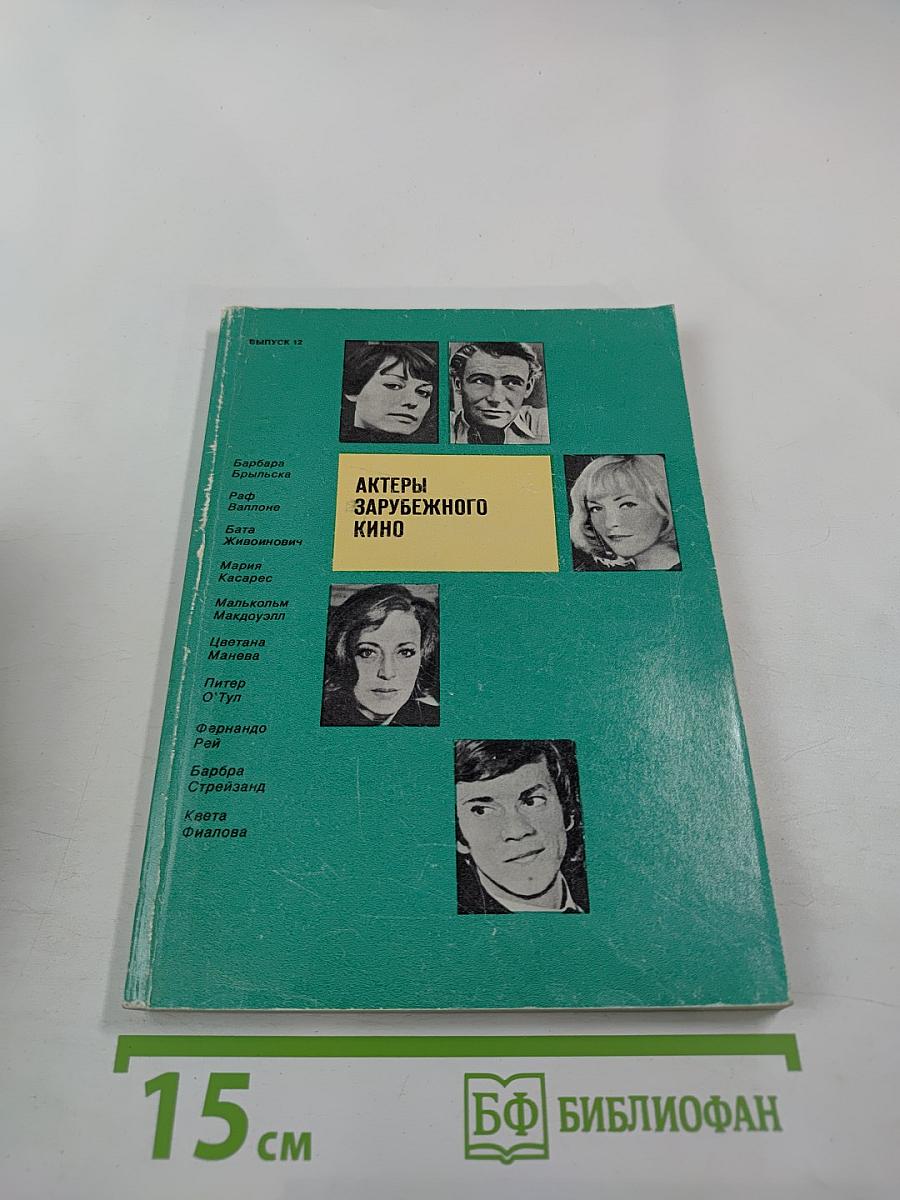 ВЫПУСК 12
Барбара
Брыльска
Раф
Валлоне
Бата
Живоинович
Мария
Касарес
Малькольм
Макдоуэлл
Цветана
Манева
Питер
О'Тул
Фернандо
Рей
Барбра
Стрейзанд
Квета
Фиалова
АКТЕРЫ
ЗАРУБЕЖНОГО
КИНО
15 см
БФ БИБЛИОФАН